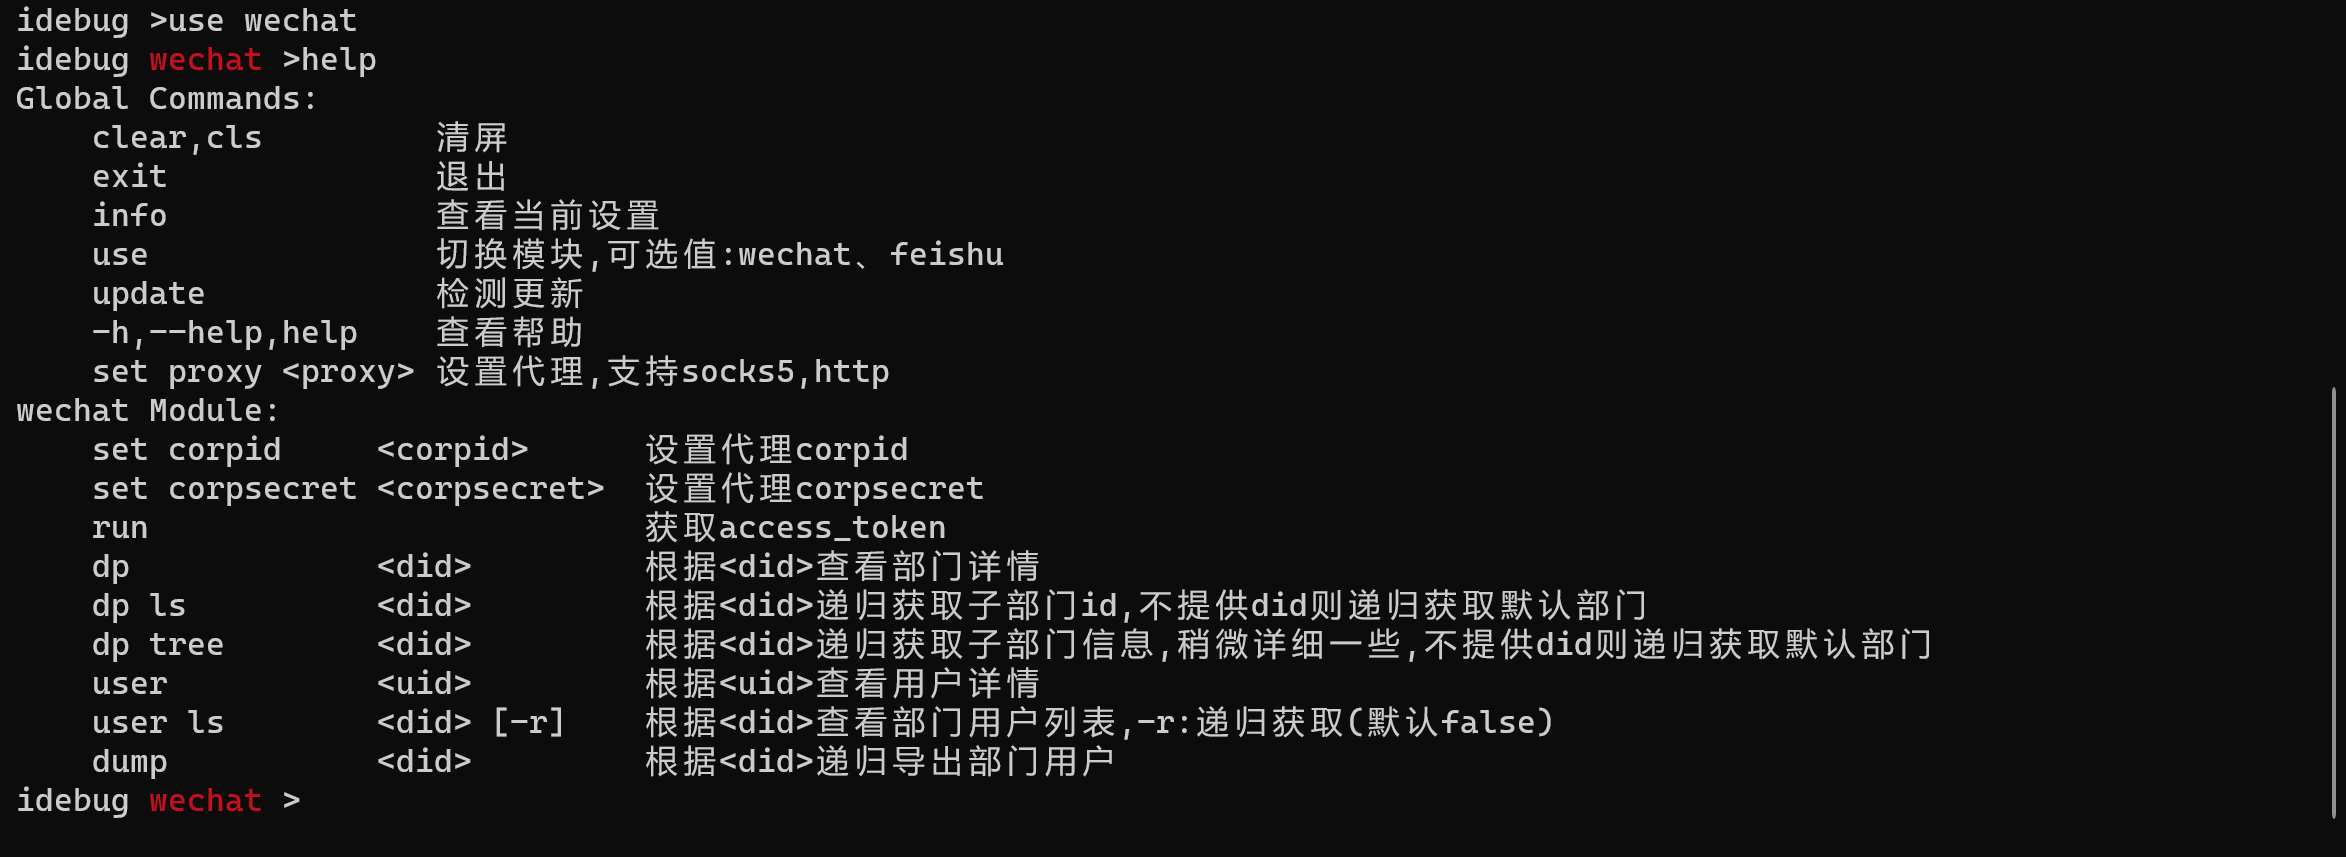 idebug >use wechat
idebug wechat >help
Global Commands:
    clear,cls         清屏
    exit              退出
    info              查看当前设置
    use               切换模块,可选值:wechat、feishu
    update            检测更新
    -h,--help,help    查看帮助
    set proxy <proxy> 设置代理,支持socks5,http
wechat Module:
    set corpid     <corpid>      设置代理corpid
    set corpsecret <corpsecret>  设置代理corpsecret
    run                          获取access_token
    dp             <did>         根据<did>查看部门详情
    dp ls          <did>         根据<did>递归获取子部门id,不提供did则递归获取默认部门
    dp tree        <did>         根据<did>递归获取子部门信息,稍微详细一些,不提供did则递归获取默认部门
    user           <uid>         根据<uid>查看用户详情
    user ls        <did> [-r]    根据<did>查看部门用户列表,-r:递归获取(默认false)
    dump           <did>         根据<did>递归导出部门用户
idebug wechat >